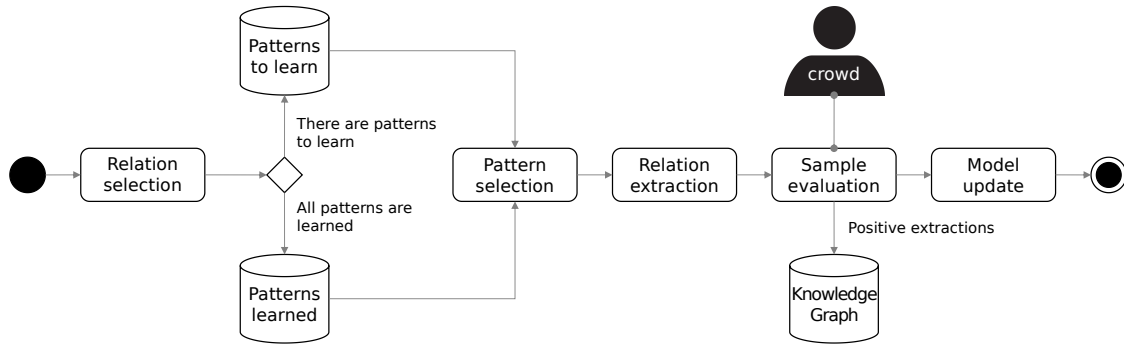 Patterns
to learn
crowd
There are patterns
to learn
Relation
selection
Pattern
selection
Relation
extraction
Sample
evaluation
Model
update
All patterns are
learned
Positive extractions
Patterns
learned
Knowledge
Graph